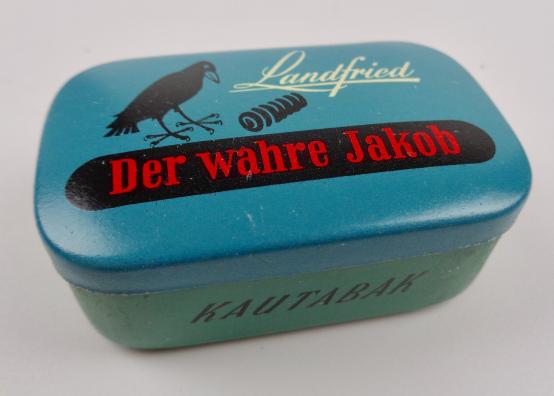 Landfried
Der wahre Jakob
KAUTABAK